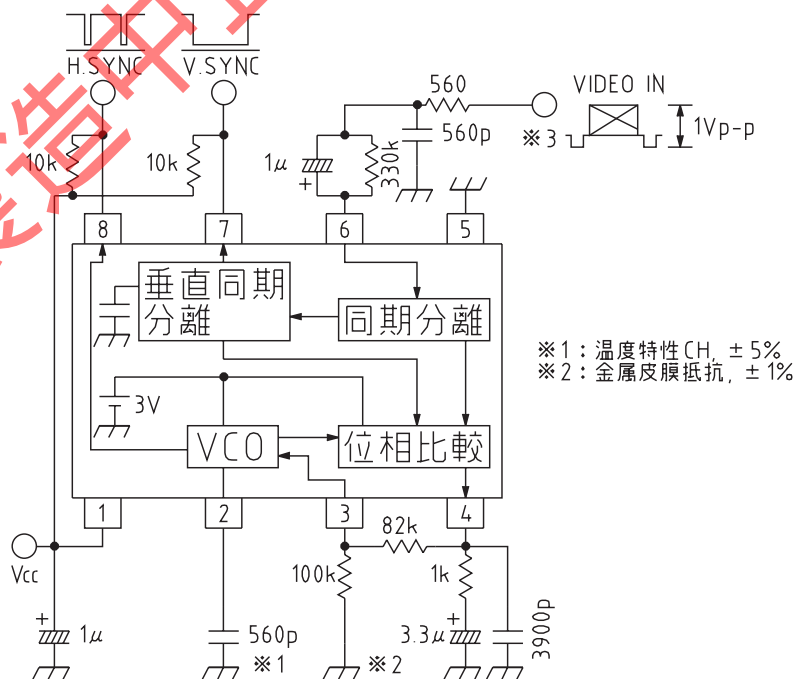 H.SYNC
V.SYNC
VIDEO IN
560
560p
1Vp-p
※3
10k
10k
1μ
+
330k
8
7
6
5
垂直同期
分離
同期分離
※1：温度特性CH, ±5%
※2：金属皮膜抵抗, ±1%
3V
VCO
位相比較
1
2
3
4
82k
Vcc
100k
1k
+
1μ
560p
※1
※2
+
3.3μ
3900p
製造中